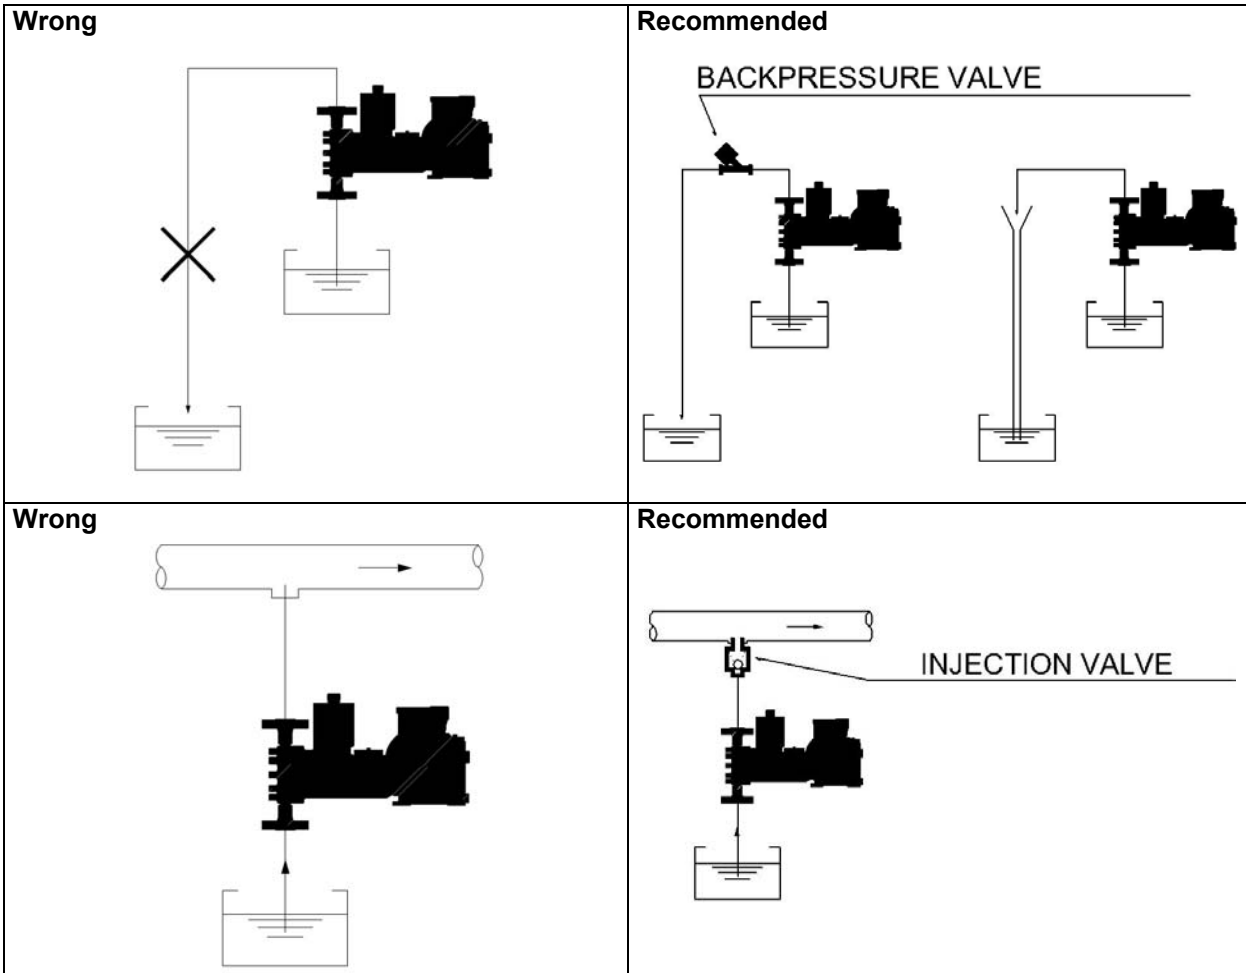 Wrong
Recommended
BACKPRESSURE VALVE
Wrong
Recommended
INJECTION VALVE